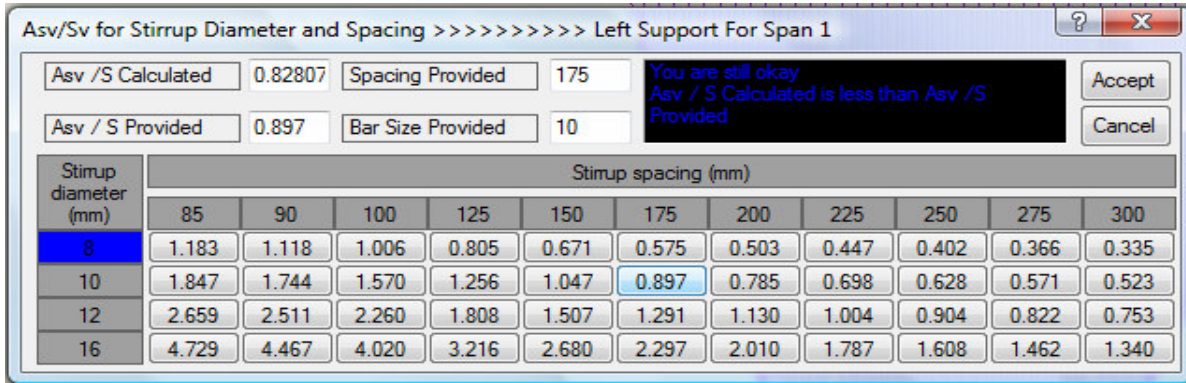 Asv/Sv for Stirrup Diameter and Spacing >>>>>>>>>> Left Support For Span 1
Asv /S Calculated 0.82807 Spacing Provided 175
You are still okay
Asv / S Calculated is less than Asv /S
Provided
Accept
Asv / S Provided 0.897 Bar Size Provided 10
Cancel
Stirrup
diameter
(mm)
Stirrup spacing (mm)
85 90 100 125 150 175 200 225 250 275 300
8 1.183 1.118 1.006 0.805 0.671 0.575 0.503 0.447 0.402 0.366 0.335
10 1.847 1.744 1.570 1.256 1.047 0.897 0.785 0.698 0.628 0.571 0.523
12 2.659 2.511 2.260 1.808 1.507 1.291 1.130 1.004 0.904 0.822 0.753
16 4.729 4.467 4.020 3.216 2.680 2.297 2.010 1.787 1.608 1.462 1.340